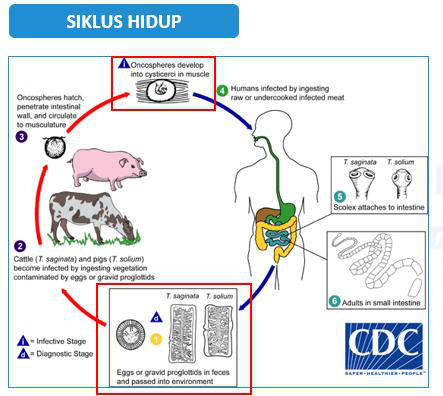 SIKLUS HIDUP
i Oncospheres develop
into cysticerci in muscle
Oncospheres hatch,
penetrate intestinal
wall, and circulate
to musculature
3
4 Humans infected by ingesting
raw or undercooked infected meat
T. saginata T. solium
5
Scolex attaches to intestine
2
Cattle (T. saginata) and pigs (T. solium)
become infected by ingesting vegetation
contaminated by eggs or gravid proglottids
6 Adults in small intestine
T. saginata T. solium
d
1
Eggs or gravid proglottids in feces
and passed into environment
i = Infective Stage
d = Diagnostic Stage
CDC
SAFER·HEALTHIER·PEOPLE™